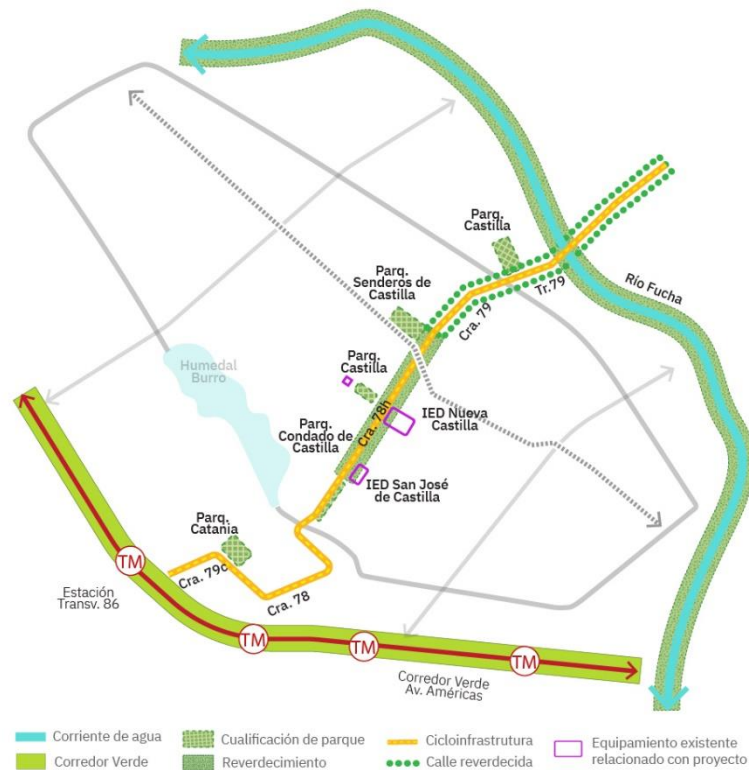 Parq.
Castilla
Parq.
Senderos de
Castilla
Río Fucha
Tr.79
Cra. 79
Humedal
Burro
Parq.
Castilla
Parq.
Condado de
Castilla
Cra. 78h
IED Nueva
Castilla
IED San José
de Castilla
Parq.
Catania
Cra. 79c
Cra. 78
Estación
Transv. 86
TM
TM
TM
TM
Corredor Verde
Av. Américas
Corriente de agua
Cualificación de parque
Cicloinfrastrutura
Equipamiento existente
relacionado con proyecto
Corredor Verde
Reverdecimiento
Calle reverdecida